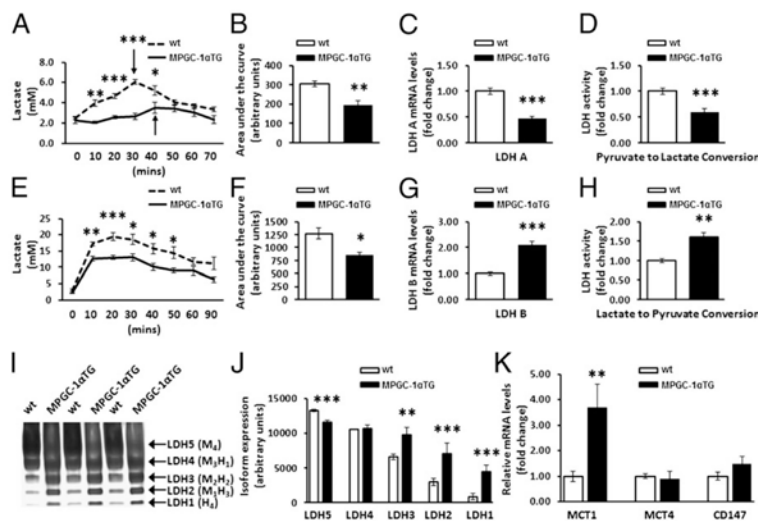 A
wt
MPGC-1αTG
Lactate
(mM)
8.0
6.0
4.0
2.0
0.0
***
***
**
*
0 10 20 30 40 50 60 70
(mins)
B
wt
MPGC-1αTG
Area under the curve
(arbitrary units)
400
300
200
100
0
**
C
wt
MPGC-1αTG
LDH A mRNA levels
(fold change)
1.50
1.00
0.50
0.00
***
LDH A
D
wt
MPGC-1αTG
LDH activity
(fold change)
1.50
1.00
0.50
0.00
***
Pyruvate to Lactate Conversion
E
wt
MPGC-1αTG
Lactate
(mM)
25
20
15
10
5
0
**
***
*
*
*
0 10 20 30 40 50 60 90
(mins)
F
wt
MPGC-1αTG
Area under the curve
(arbitrary units)
1500
1250
1000
750
500
250
0
*
G
wt
MPGC-1αTG
LDH B mRNA levels
(fold change)
3.00
2.00
1.00
0.00
***
LDH B
H
wt
MPGC-1αTG
LDH activity
(fold change)
2.00
1.50
1.00
0.50
0.00
**
Lactate to Pyruvate Conversion
I
wt
MPGC-1αTG
wt
MPGC-1αTG
wt
MPGC-1αTG
LDH5 (M4)
LDH4 (M3H1)
LDH3 (M2H2)
LDH2 (M1H3)
LDH1 (H4)
J
wt
MPGC-1αTG
Isoform expression
(arbitrary units)
15000
10000
5000
0
***
**
***
***
LDH5 LDH4 LDH3 LDH2 LDH1
K
wt
MPGC-1αTG
Relative mRNA levels
(fold change)
5.00
4.00
3.00
2.00
1.00
0.00
**
MCT1 MCT4 CD147